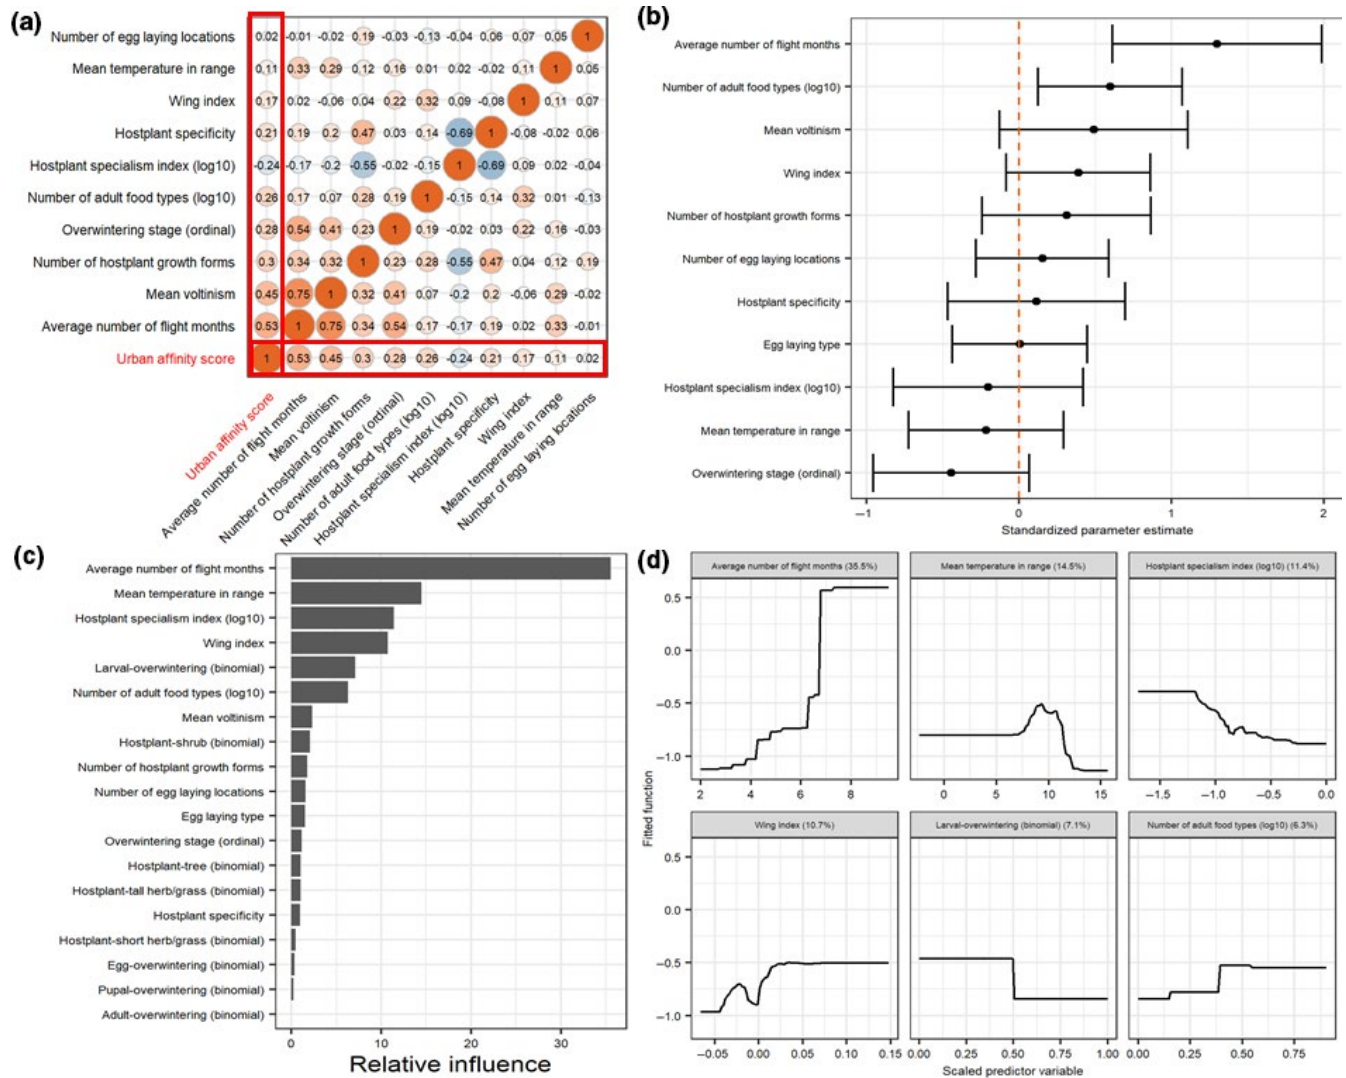 (a)
Number of egg laying locations 0.02 -0.01 -0.02 0.19 -0.03 -0.13 -0.04 0.06 0.07 0.05 1
Mean temperature in range 0.11 0.33 0.29 0.12 0.16 0.01 0.02 -0.02 0.11 1 0.05
Wing index 0.17 0.02 -0.06 0.04 0.22 0.32 0.09 -0.08 1 0.11 0.07
Hostplant specificity 0.21 0.19 0.2 0.47 0.03 0.14 -0.69 1 -0.08 -0.02 0.06
Hostplant specialism index (log10) -0.24 -0.17 -0.2 -0.55 -0.02 -0.15 1 -0.69 0.09 0.02 -0.04
Number of adult food types (log10) 0.26 0.17 0.07 0.28 0.19 1 -0.15 0.14 0.32 0.01 -0.13
Overwintering stage (ordinal) 0.28 0.54 0.41 0.23 1 0.19 -0.02 0.03 0.22 0.16 -0.03
Number of hostplant growth forms 0.3 0.34 0.32 1 0.23 0.28 -0.55 0.47 0.04 0.12 0.19
Mean voltinism 0.45 0.75 1 0.32 0.41 0.07 -0.2 0.2 -0.06 0.29 -0.02
Average number of flight months 0.53 1 0.75 0.34 0.54 0.17 -0.17 0.19 0.02 0.33 -0.01
Urban affinity score 1 0.53 0.45 0.3 0.28 0.26 -0.24 0.21 0.17 0.11 0.02
Urban affinity score
Average number of flight months
Mean voltinism
Number of hostplant growth forms
Overwintering stage (ordinal)
Number of adult food types (log10)
Hostplant specialism index (log10)
Hostplant specificity
Wing index
Mean temperature in range
Number of egg laying locations
(b)
Average number of flight months
Number of adult food types (log10)
Mean voltinism
Wing index
Number of hostplant growth forms
Number of egg laying locations
Hostplant specificity
Egg laying type
Hostplant specialism index (log10)
Mean temperature in range
Overwintering stage (ordinal)
−1 0 1 2
Standardized parameter estimate
(c)
Average number of flight months
Mean temperature in range
Hostplant specialism index (log10)
Wing index
Larval-overwintering (binomial)
Number of adult food types (log10)
Mean voltinism
Hostplant-shrub (binomial)
Number of hostplant growth forms
Number of egg laying locations
Egg laying type
Overwintering stage (ordinal)
Hostplant-tree (binomial)
Hostplant-tall herb/grass (binomial)
Hostplant specificity
Hostplant-short herb/grass (binomial)
Egg-overwintering (binomial)
Pupal-overwintering (binomial)
Adult-overwintering (binomial)
0 10 20 30
Relative influence
(d)
Average number of flight months (35.5%) Mean temperature in range (14.5%) Hostplant specialism index (log10) (11.4%)
0.5
0.0
−0.5
−1.0
2 4 6 8 0 5 10 15 −1.5 −1.0 −0.5 0.0
Fitted function
Wing index (10.7%) Larval-overwintering (binomial) (7.1%) Number of adult food types (log10) (6.3%)
0.5
0.0
−0.5
−1.0
−0.05 0.00 0.05 0.10 0.15 0.00 0.25 0.50 0.75 1.00 0.00 0.25 0.50 0.75
Scaled predictor variable